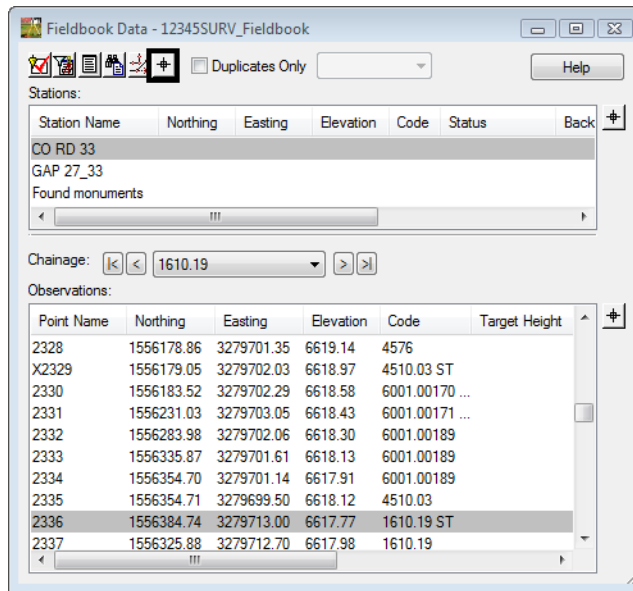 Fieldbook Data - 12345SURV_Fieldbook
Duplicates Only Help
Stations:
Station Name Northing Easting Elevation Code Status Back
CO RD 33
GAP 27_33
Found monuments
Chainage: |< < 1610.19 > >|
Observations:
Point Name Northing Easting Elevation Code Target Height
2328 1556178.86 3279701.35 6619.14 4576
X2329 1556179.05 3279702.03 6618.97 4510.03 ST
2330 1556183.52 3279702.29 6618.58 6001.00170 ...
2331 1556231.03 3279703.05 6618.43 6001.00171 ...
2332 1556283.98 3279702.06 6618.30 6001.00189
2333 1556335.87 3279701.61 6618.13 6001.00189
2334 1556354.70 3279701.14 6617.91 6001.00189
2335 1556354.71 3279699.50 6618.12 4510.03
2336 1556384.74 3279713.00 6617.77 1610.19 ST
2337 1556325.88 3279712.70 6617.98 1610.19